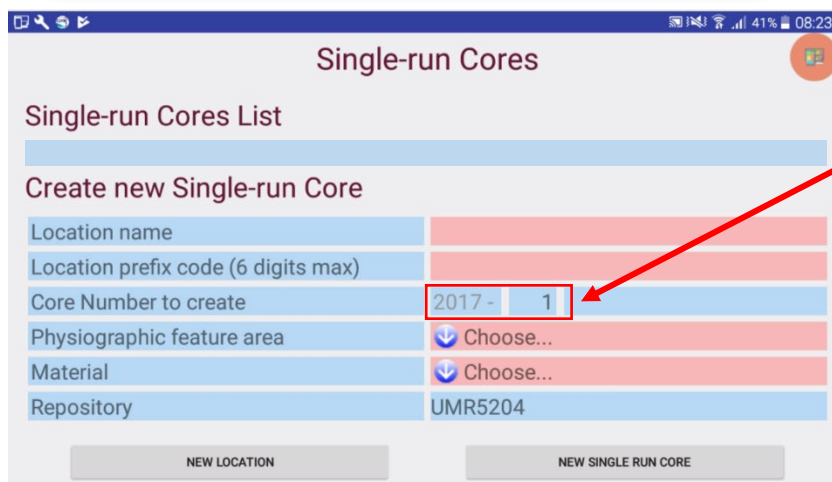 41% 08:23
Single-run Cores
Single-run Cores List
Create new Single-run Core
Location name
Location prefix code (6 digits max)
Core Number to create 2017 - 1
Physiographic feature area Choose...
Material Choose...
Repository UMR5204
NEW LOCATION NEW SINGLE RUN CORE